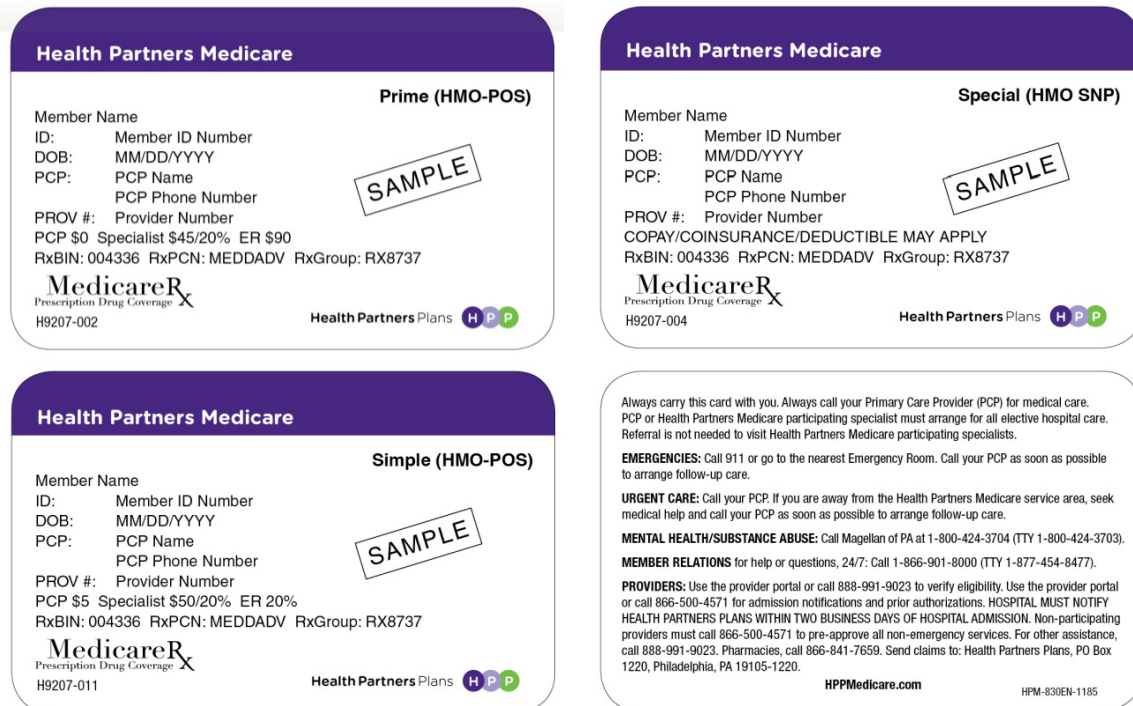 Health Partners Medicare
Prime (HMO-POS)
Member Name
ID: Member ID Number
DOB: MM/DD/YYYY
PCP: PCP Name
PCP Phone Number
SAMPLE
PROV #: Provider Number
PCP $0 Specialist $45/20% ER $90
RxBIN: 004336 RxPCN: MEDDADV RxGroup: RX8737
MedicareRx
Prescription Drug Coverage
H9207-002
Health Partners Plans HPP
Health Partners Medicare
Special (HMO SNP)
Member Name
ID: Member ID Number
DOB: MM/DD/YYYY
PCP: PCP Name
PCP Phone Number
SAMPLE
PROV #: Provider Number
COPAY/COINSURANCE/DEDUCTIBLE MAY APPLY
RxBIN: 004336 RxPCN: MEDDADV RxGroup: RX8737
MedicareRx
Prescription Drug Coverage
H9207-004
Health Partners Plans HPP
Health Partners Medicare
Simple (HMO-POS)
Member Name
ID: Member ID Number
DOB: MM/DD/YYYY
PCP: PCP Name
PCP Phone Number
SAMPLE
PROV #: Provider Number
PCP $5 Specialist $50/20% ER 20%
RxBIN: 004336 RxPCN: MEDDADV RxGroup: RX8737
MedicareRx
Prescription Drug Coverage
H9207-011
Health Partners Plans HPP
Always carry this card with you. Always call your Primary Care Provider (PCP) for medical care.
PCP or Health Partners Medicare participating specialist must arrange for all elective hospital care.
Referral is not needed to visit Health Partners Medicare participating specialists.
EMERGENCIES: Call 911 or go to the nearest Emergency Room. Call your PCP as soon as possible
to arrange follow-up care.
URGENT CARE: Call your PCP. If you are away from the Health Partners Medicare service area, seek
medical help and call your PCP as soon as possible to arrange follow-up care.
MENTAL HEALTH/SUBSTANCE ABUSE: Call Magellan of PA at 1-800-424-3704 (TTY 1-800-424-3703).
MEMBER RELATIONS for help or questions, 24/7: Call 1-866-901-8000 (TTY 1-877-454-8477).
PROVIDERS: Use the provider portal or call 888-991-9023 to verify eligibility. Use the provider portal
or call 866-500-4571 for admission notifications and prior authorizations. HOSPITAL MUST NOTIFY
HEALTH PARTNERS PLANS WITHIN TWO BUSINESS DAYS OF HOSPITAL ADMISSION. Non-participating
providers must call 866-500-4571 to pre-approve all non-emergency services. For other assistance,
call 888-991-9023. Pharmacies, call 866-841-7659. Send claims to: Health Partners Plans, PO Box
1220, Philadelphia, PA 19105-1220.
HPPMedicare.com
HPM-830EN-1185